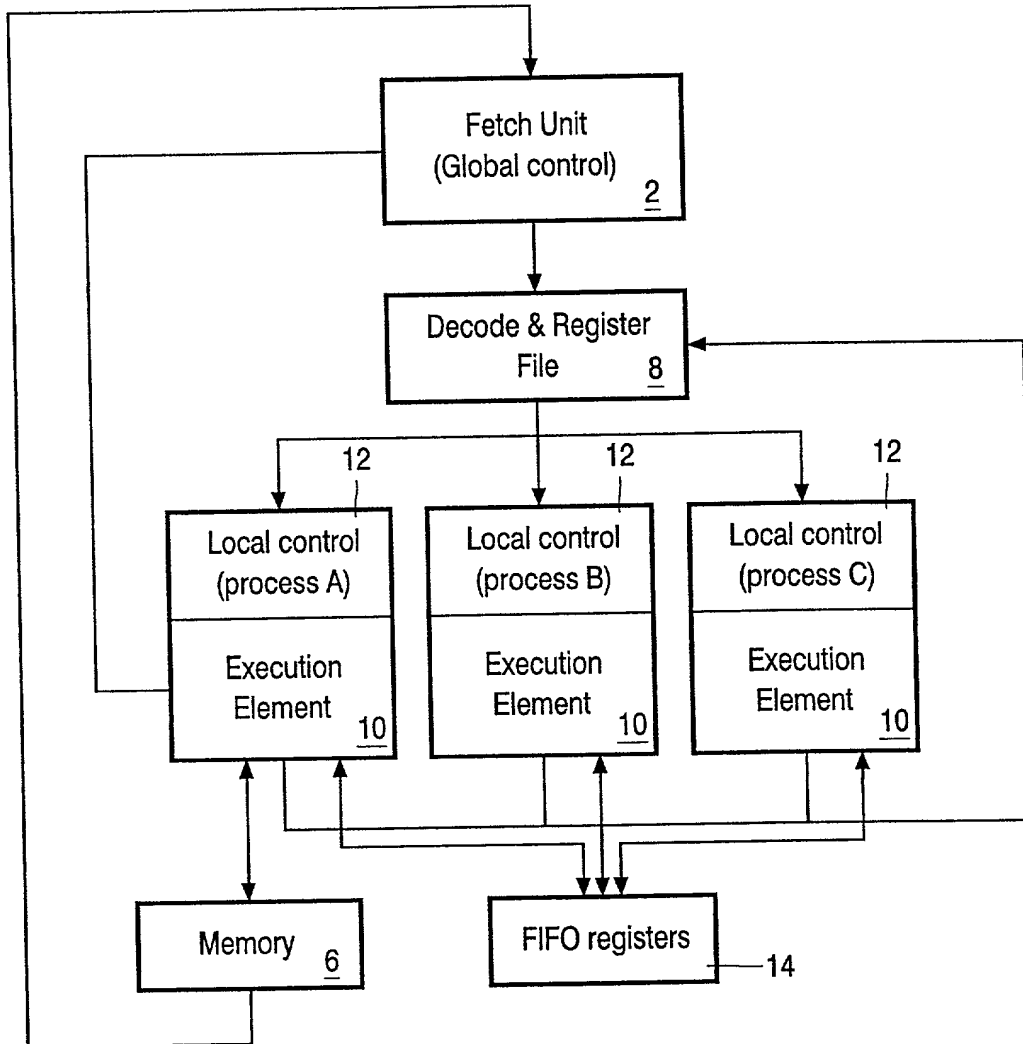 Fetch Unit
(Global control)
2
Decode & Register
File 8
12
12
12
Local control
(process A)
Local control
(process B)
Local control
(process C)
Execution
Element
10
Execution
Element
10
Execution
Element
10
Memory 6
FIFO registers
14